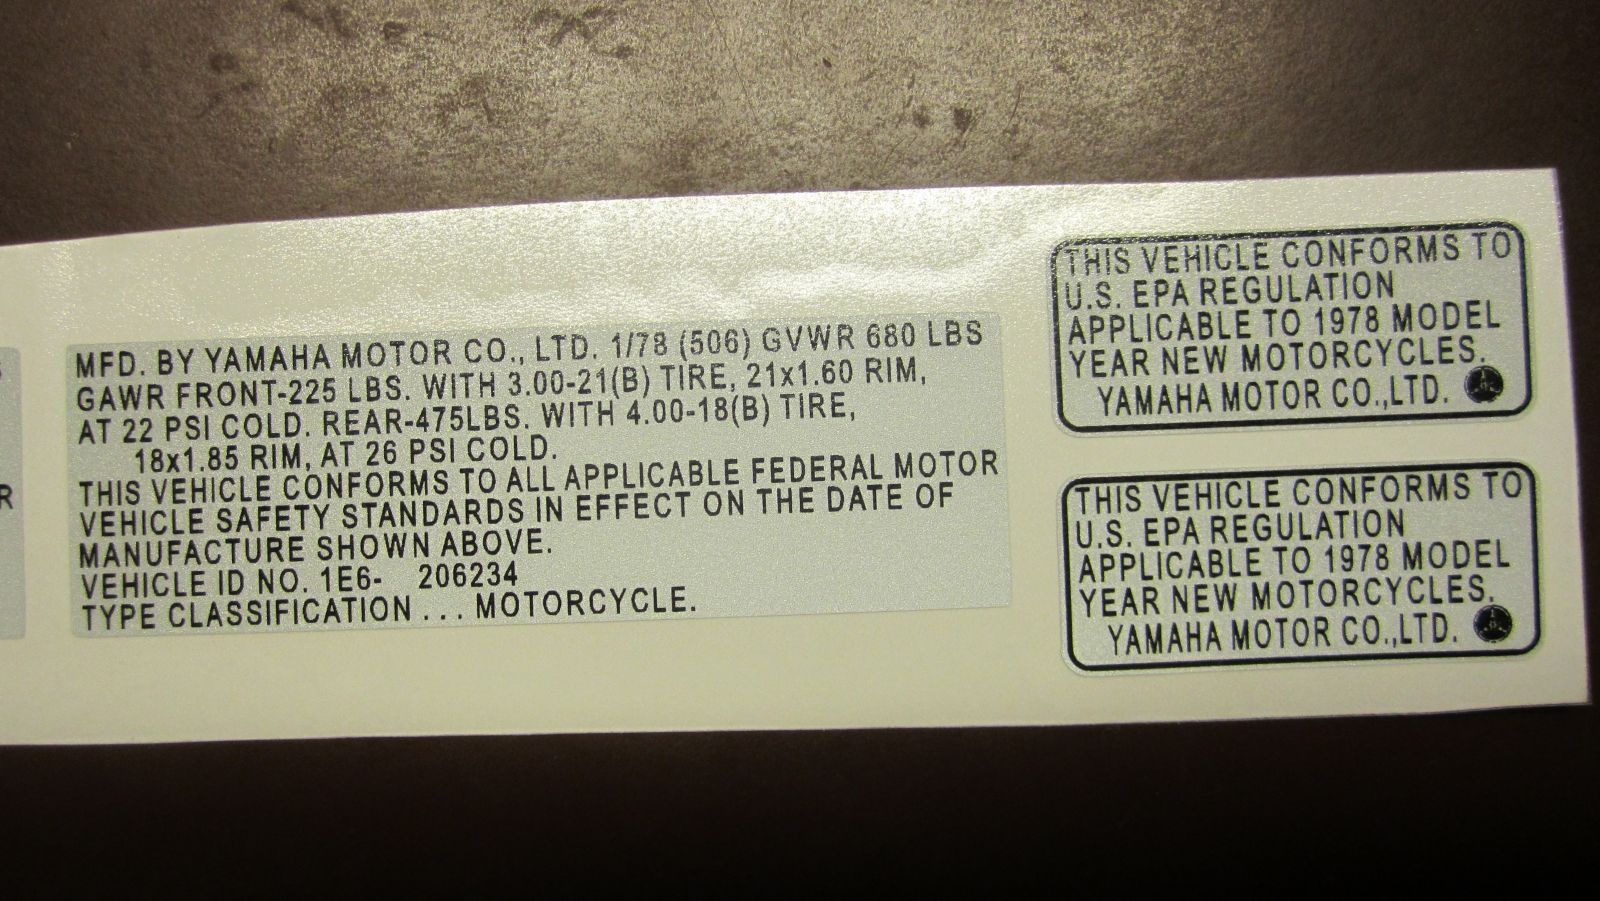 MFD. BY YAMAHA MOTOR CO., LTD. 1/78 (506) GVWR 680 LBS
GAWR FRONT-225 LBS. WITH 3.00-21(B) TIRE, 21x1.60 RIM,
AT 22 PSI COLD. REAR-475LBS. WITH 4.00-18(B) TIRE,
18x1.85 RIM, AT 26 PSI COLD.
THIS VEHICLE CONFORMS TO ALL APPLICABLE FEDERAL MOTOR
VEHICLE SAFETY STANDARDS IN EFFECT ON THE DATE OF
MANUFACTURE SHOWN ABOVE.
VEHICLE ID NO. 1E6- 206234
TYPE CLASSIFICATION . . . MOTORCYCLE.
THIS VEHICLE CONFORMS TO
U.S. EPA REGULATION
APPLICABLE TO 1978 MODEL
YEAR NEW MOTORCYCLES.
YAMAHA MOTOR CO.,LTD.
THIS VEHICLE CONFORMS TO
U.S. EPA REGULATION
APPLICABLE TO 1978 MODEL
YEAR NEW MOTORCYCLES.
YAMAHA MOTOR CO.,LTD.